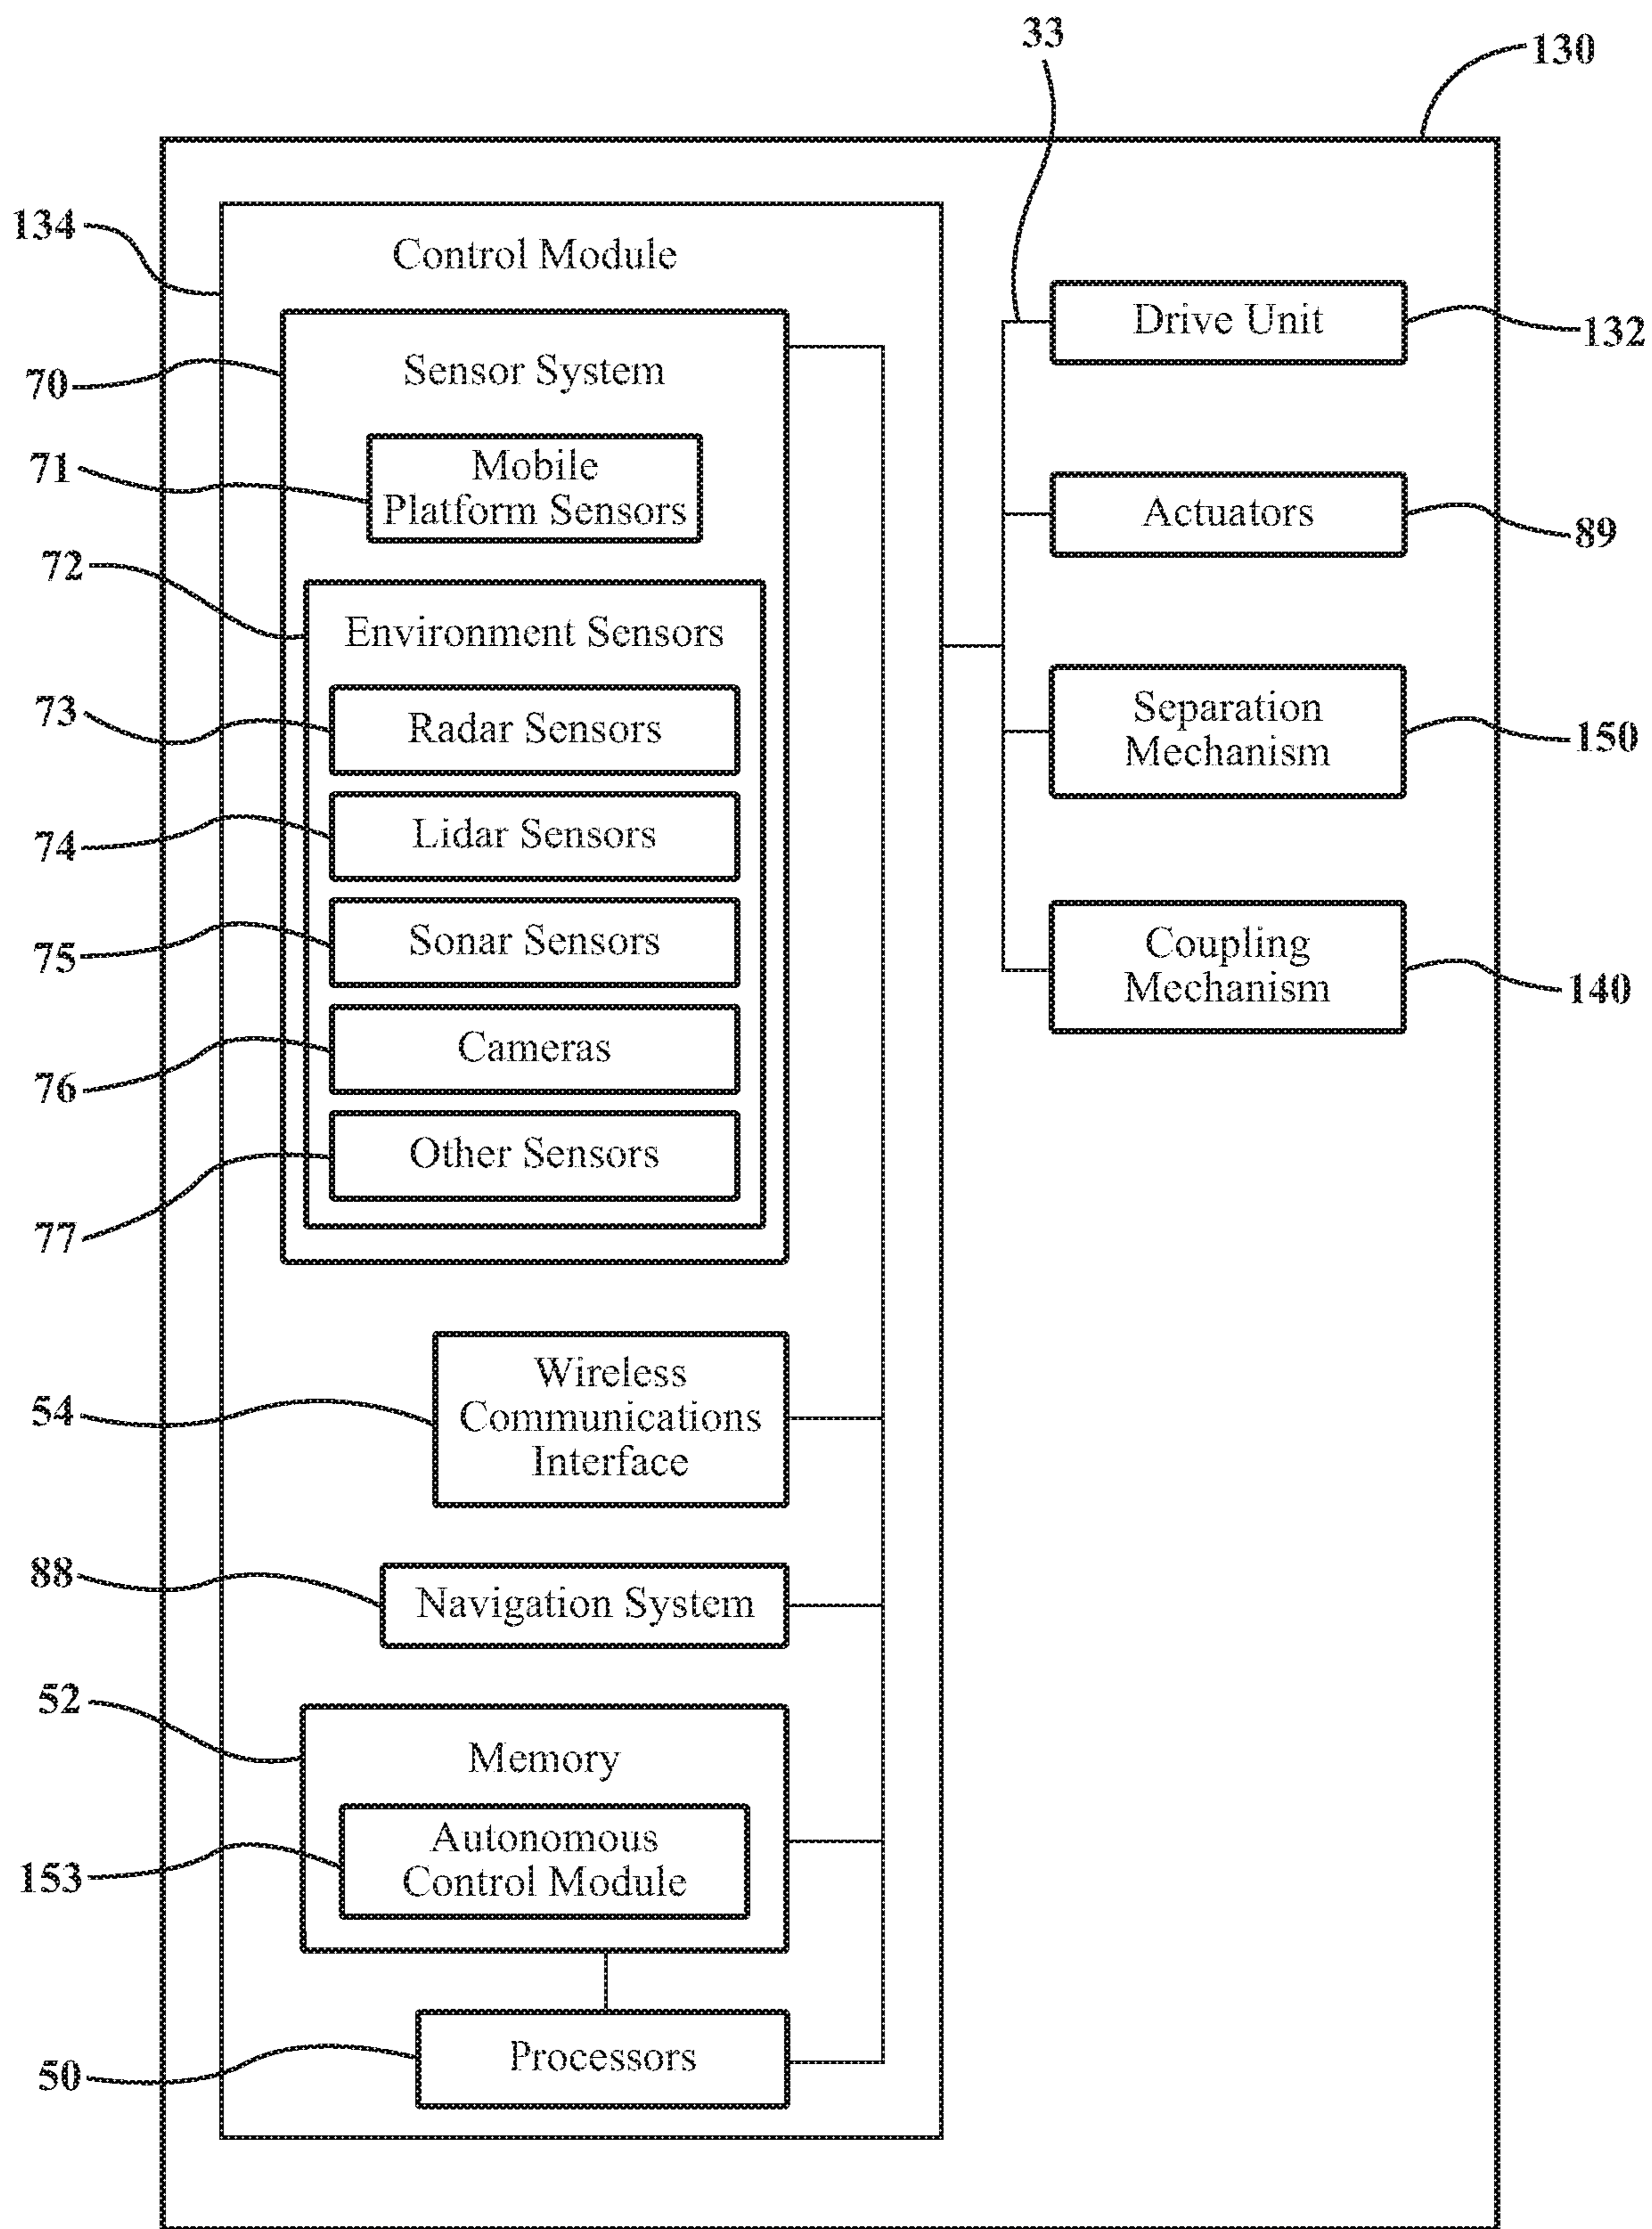 33
130
134
Control Module
Drive Unit
132
70
Sensor System
71
Mobile
Platform Sensors
Actuators
89
72
Environment Sensors
73
Radar Sensors
Separation
Mechanism
150
74
Lidar Sensors
75
Sonar Sensors
Coupling
Mechanism
140
76
Cameras
77
Other Sensors
54
Wireless
Communications
Interface
88
Navigation System
52
Memory
153
Autonomous
Control Module
50
Processors